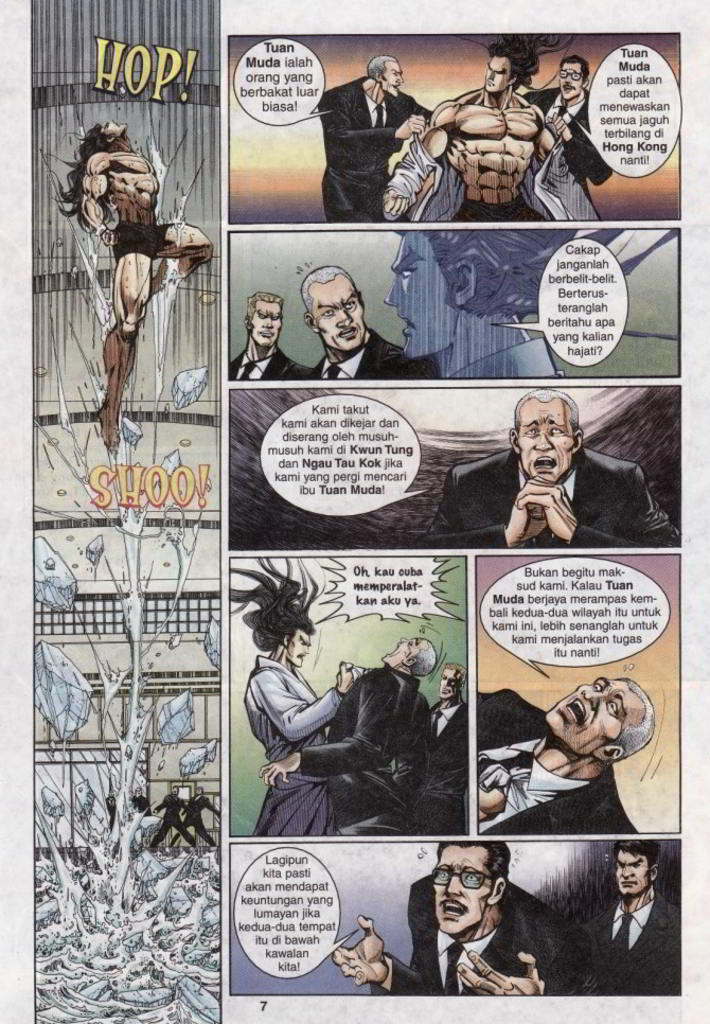 HOP!
SHOO!
Tuan
Muda ialah
orang yang
berbakat luar
biasa!
Tuan
Muda
pasti akan
dapat
menewaskan
semua jaguh
terbilang di
Hong Kong
nanti!
Cakap
janganlah
berbelit-belit.
Berterus-
teranglah
beritahu apa
yang kalian
hajati?
Kami takut
kami akan dikejar dan
diserang oleh musuh-
musuh kami di Kwun Tung
dan Ngau Tau Kok jika
kami yang pergi mencari
ibu Tuan Muda!
Oh, kau cuba
memperalat-
kan aku ya.
Bukan begitu mak-
sud kami. Kalau Tuan
Muda berjaya merampas kem-
bali kedua-dua wilayah itu untuk
kami ini, lebih senanglah untuk
kami menjalankan tugas
itu nanti!
Lagipun
kita pasti
akan mendapat
keuntungan yang
lumayan jika
kedua-dua tempat
itu di bawah
kawalan
kita!
7